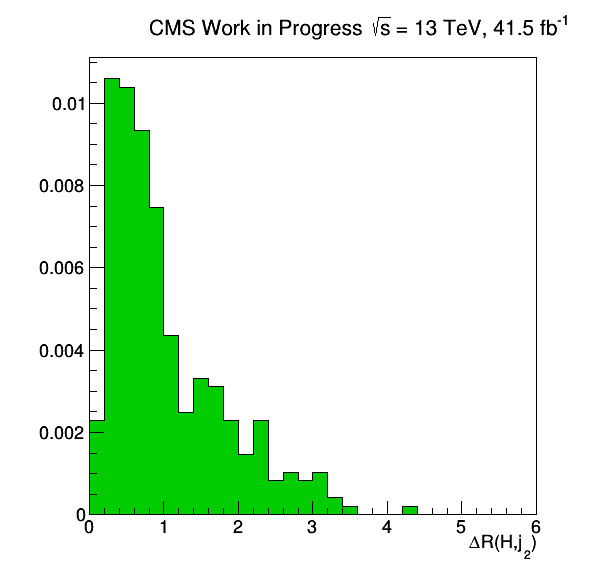 CMS Work in Progress √s = 13 TeV, 41.5 fb⁻¹
0.01
0.008
0.006
0.004
0.002
0
0 1 2 3 4 5 6
ΔR(H,j₂)